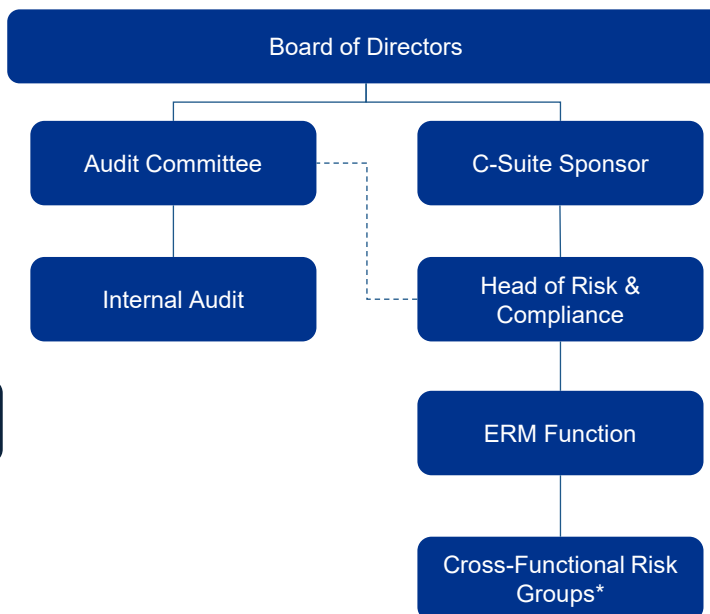 Board of Directors
Audit Committee
C-Suite Sponsor
Internal Audit
Head of Risk &
Compliance
ERM Function
Cross-Functional Risk
Groups*